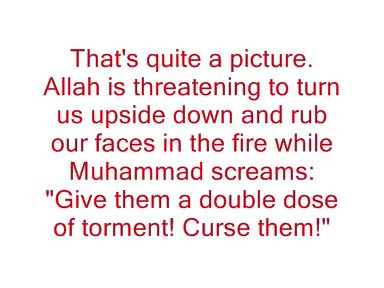 That's quite a picture.
Allah is threatening to turn
us upside down and rub
our faces in the fire while
Muhammad screams:
"Give them a double dose
of torment! Curse them!"